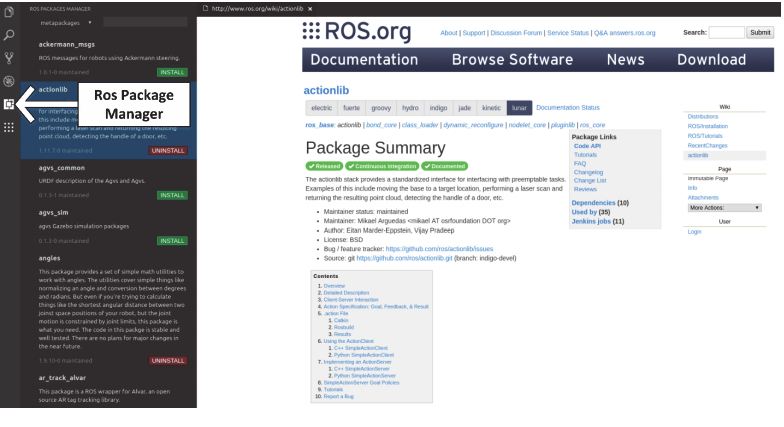 ROS PACKAGES MANAGER
metapackages
ackermann_msgs
ROS messages for robots using Ackermann steering.
1.0.1-0 maintained
INSTALL
actionlib
for interfacing
this include mo
performing a laser scan and returning the resulting
point cloud, detecting the handle of a door, etc.
1.11.7-0 maintained
UNINSTALL
agvs_common
URDF description of the Agvs and Agvs.
0.1.3-1 maintained
INSTALL
agvs_sim
agvs Gazebo simulation packages
0.1.3-0 maintained
INSTALL
angles
This package provides a set of simple math utilities to
work with angles. The utilities cover simple things like
normalizing an angle and conversion between degrees
and radians. But even if you're trying to calculate
things like the shortest angular distance between two
joinst space positions of your robot, but the joint
motion is constrained by joint limits, this package is
what you need. The code in this packge is stable and
well tested. There are no plans for major changes in
the near future.
1.9.10-0 maintained
UNINSTALL
ar_track_alvar
This package is a ROS wrapper for Alvar, an open
source AR tag tracking library.
Ros Package
Manager
http://www.ros.org/wiki/actionlib ×
ROS.org
About | Support | Discussion Forum | Service Status | Q&A answers.ros.org
Search:
Submit
Documentation
Browse Software
News
Download
actionlib
electric fuerte groovy hydro indigo jade kinetic lunar Documentation Status
ros_base: actionlib | bond_core | class_loader | dynamic_reconfigure | nodelet_core | pluginlib | ros_core
Package Summary
✔ Released ✔ Continuous integration ✔ Documented
The actionlib stack provides a standardized interface for interfacing with preemptable tasks.
Examples of this include moving the base to a target location, performing a laser scan and
returning the resulting point cloud, detecting the handle of a door, etc.
• Maintainer status: maintained
• Maintainer: Mikael Arguedas <mikael AT osrfoundation DOT org>
• Author: Eitan Marder-Eppstein, Vijay Pradeep
• License: BSD
• Bug / feature tracker: https://github.com/ros/actionlib/issues
• Source: git https://github.com/ros/actionlib.git (branch: indigo-devel)
Contents
1. Overview
2. Detailed Description
3. Client-Server Interaction
4. Action Specification: Goal, Feedback, & Result
5. .action File
1. Catkin
2. Rosbuild
3. Results
6. Using the ActionClient
1. C++ SimpleActionClient
2. Python SimpleActionClient
7. Implementing an ActionServer
1. C++ SimpleActionServer
2. Python SimpleActionServer
8. SimpleActionServer Goal Policies
9. Tutorials
10. Report a Bug
Package Links
Code API
Tutorials
FAQ
Changelog
Change List
Reviews
Dependencies (10)
Used by (35)
Jenkins jobs (11)
Wiki
Distributions
ROS/Installation
ROS/Tutorials
RecentChanges
actionlib
Page
Immutable Page
Info
Attachments
More Actions:
User
Login